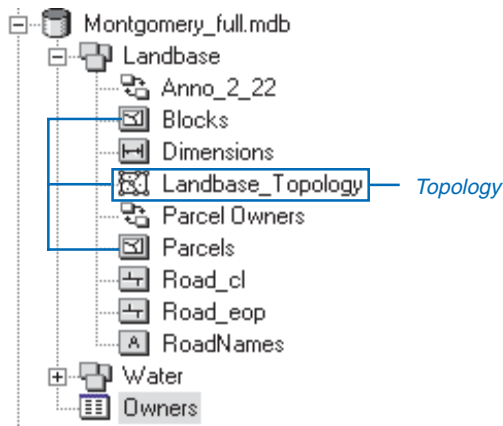 Montgomery_full.mdb
Landbase
Anno_2_22
Blocks
Dimensions
Landbase_Topology Topology
Parcel Owners
Parcels
Road_cl
Road_eop
A RoadNames
Water
Owners